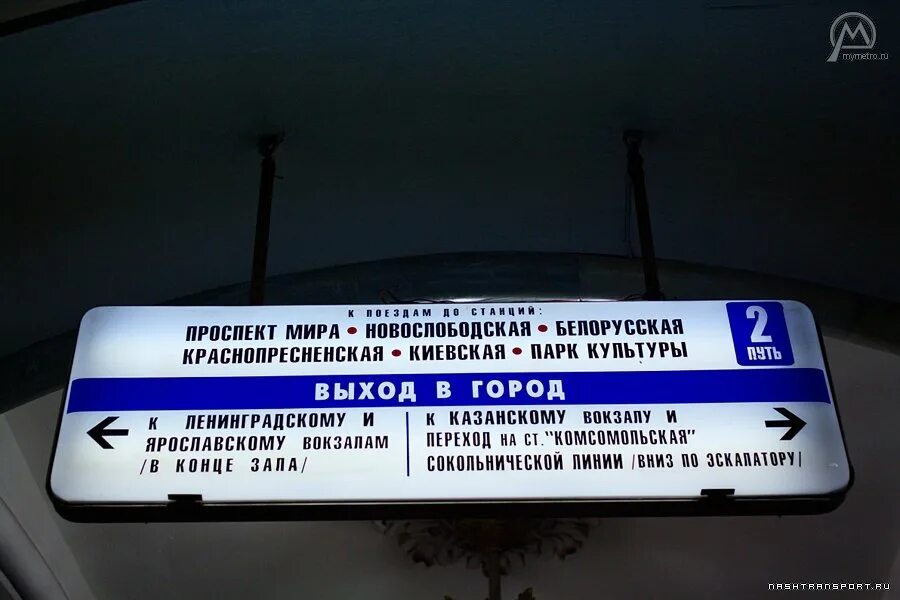 mymetro.ru
К ПОЕЗДАМ ДО СТАНЦИЙ:
ПРОСПЕКТ МИРА • НОВОСЛОБОДСКАЯ • БЕЛОРУССКАЯ
КРАСНОПРЕСНЕНСКАЯ • КИЕВСКАЯ • ПАРК КУЛЬТУРЫ
2
ПУТЬ
ВЫХОД В ГОРОД
← К ЛЕНИНГРАДСКОМУ И
ЯРОСЛАВСКОМУ ВОКЗАЛАМ
/В КОНЦЕ ЗАЛА/
К КАЗАНСКОМУ ВОКЗАЛУ И →
ПЕРЕХОД НА СТ. "КОМСОМОЛЬСКАЯ"
СОКОЛЬНИЧЕСКОЙ ЛИНИИ /ВНИЗ ПО ЭСКАЛАТОРУ/
NASHTRANSPORT.RU